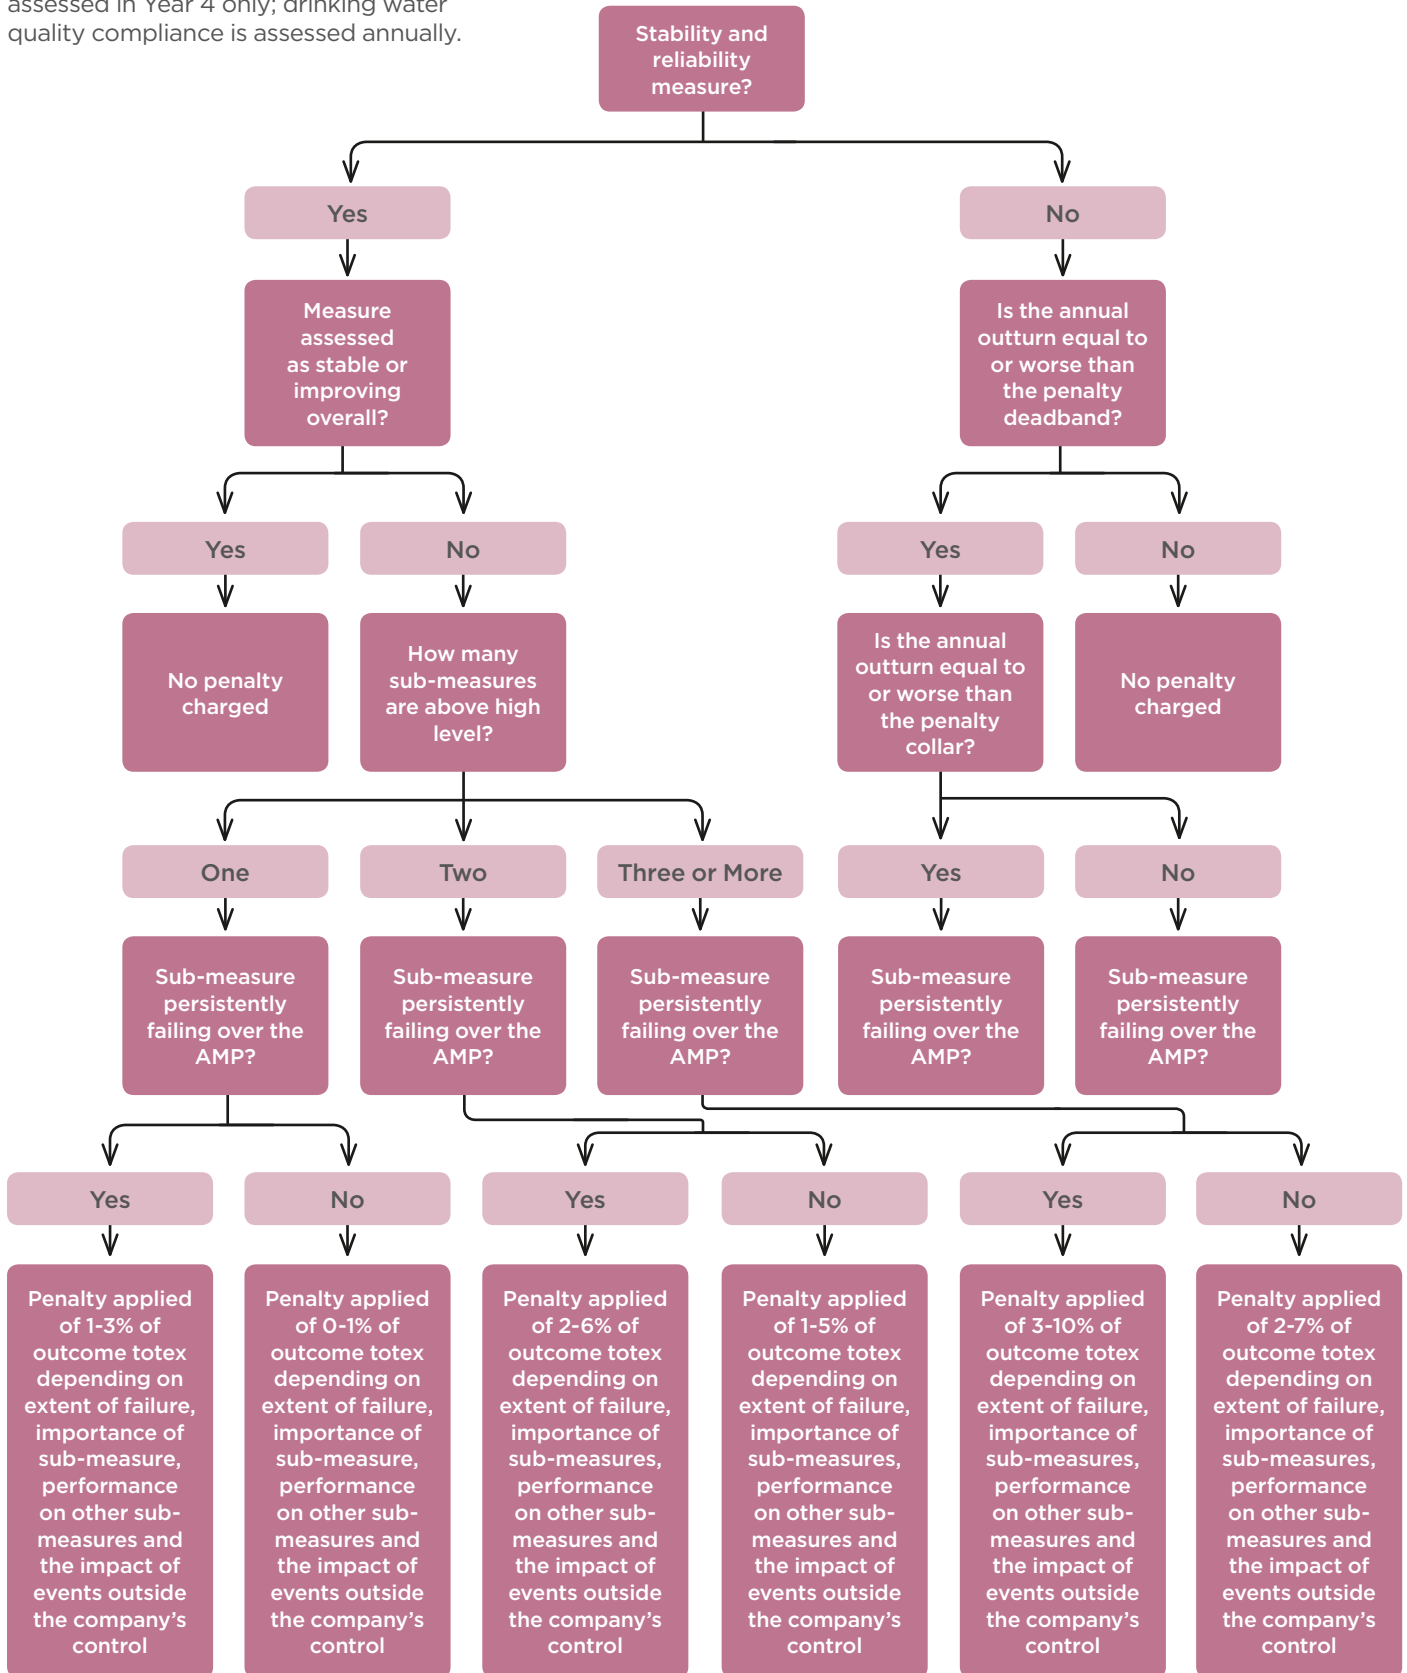 assessed in Year 4 only; drinking water
quality compliance is assessed annually.
Stability and
reliability
measure?
Yes
No
Measure
assessed
as stable or
improving
overall?
Is the annual
outturn equal to
or worse than
the penalty
deadband?
Yes
No
Yes
No
No penalty
charged
How many
sub-measures
are above high
level?
Is the annual
outturn equal to
or worse than
the penalty
collar?
No penalty
charged
One
Two
Three or More
Yes
No
Sub-measure
persistently
failing over the
AMP?
Sub-measure
persistently
failing over the
AMP?
Sub-measure
persistently
failing over the
AMP?
Sub-measure
persistently
failing over the
AMP?
Sub-measure
persistently
failing over the
AMP?
Yes
No
Yes
No
Yes
No
Penalty applied
of 1-3% of
outcome totex
depending on
extent of failure,
importance of
sub-measure,
performance
on other sub-
measures and
the impact of
events outside
the company's
control
Penalty applied
of 0-1% of
outcome totex
depending on
extent of failure,
importance of
sub-measure,
performance
on other sub-
measures and
the impact of
events outside
the company's
control
Penalty applied
of 2-6% of
outcome totex
depending on
extent of failure,
importance of
sub-measures,
performance
on other sub-
measures and
the impact of
events outside
the company's
control
Penalty applied
of 1-5% of
outcome totex
depending on
extent of failure,
importance of
sub-measures,
performance
on other sub-
measures and
the impact of
events outside
the company's
control
Penalty applied
of 3-10% of
outcome totex
depending on
extent of failure,
importance of
sub-measures,
performance
on other sub-
measures and
the impact of
events outside
the company's
control
Penalty applied
of 2-7% of
outcome totex
depending on
extent of failure,
importance of
sub-measures,
performance
on other sub-
measures and
the impact of
events outside
the company's
control